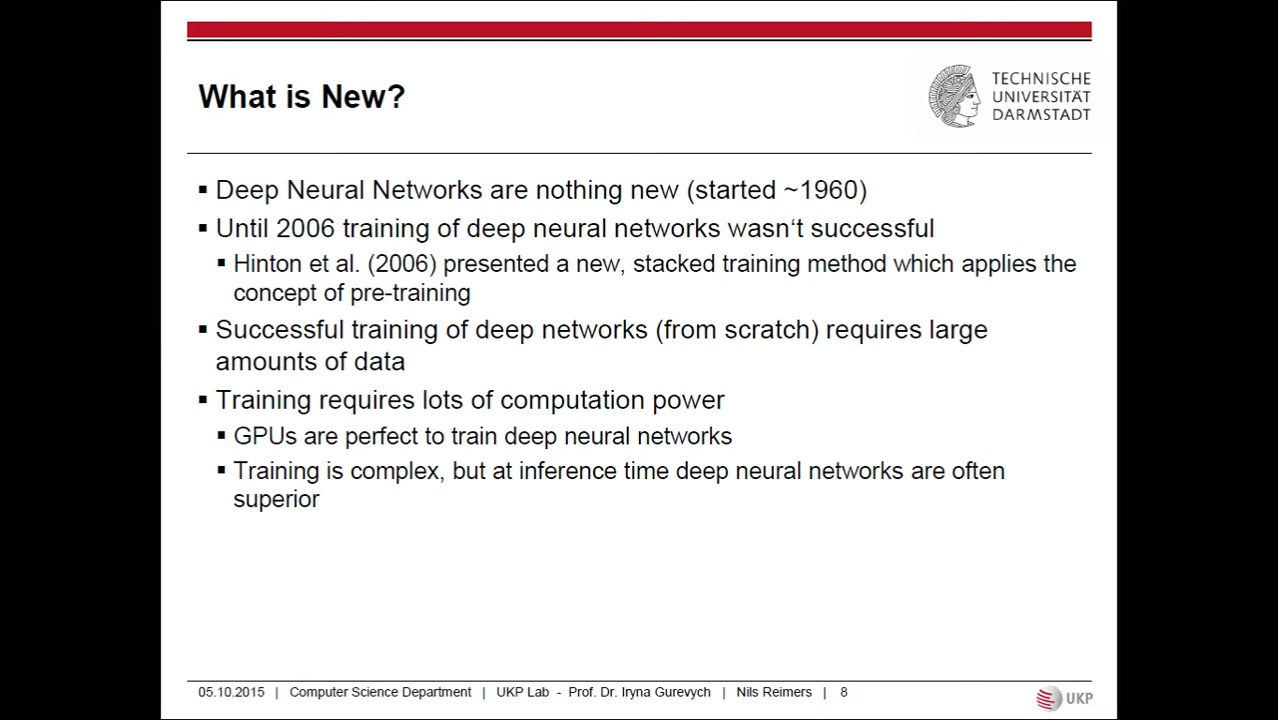 What is New?
TECHNISCHE
UNIVERSITÄT
DARMSTADT
▪ Deep Neural Networks are nothing new (started ~1960)
▪ Until 2006 training of deep neural networks wasn‘t successful
▪ Hinton et al. (2006) presented a new, stacked training method which applies the
concept of pre-training
▪ Successful training of deep networks (from scratch) requires large
amounts of data
▪ Training requires lots of computation power
▪ GPUs are perfect to train deep neural networks
▪ Training is complex, but at inference time deep neural networks are often
superior
05.10.2015 | Computer Science Department | UKP Lab - Prof. Dr. Iryna Gurevych | Nils Reimers | 8
UKP